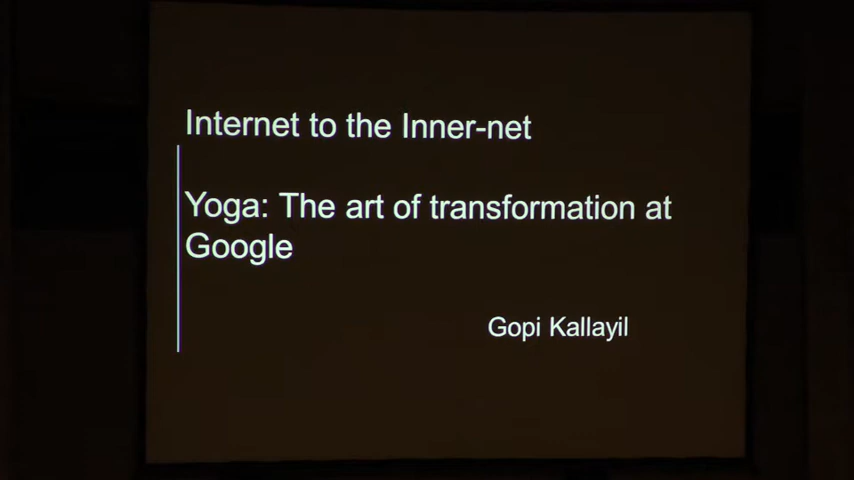 Internet to the Inner-net
Yoga: The art of transformation at
Google
Gopi Kallayil